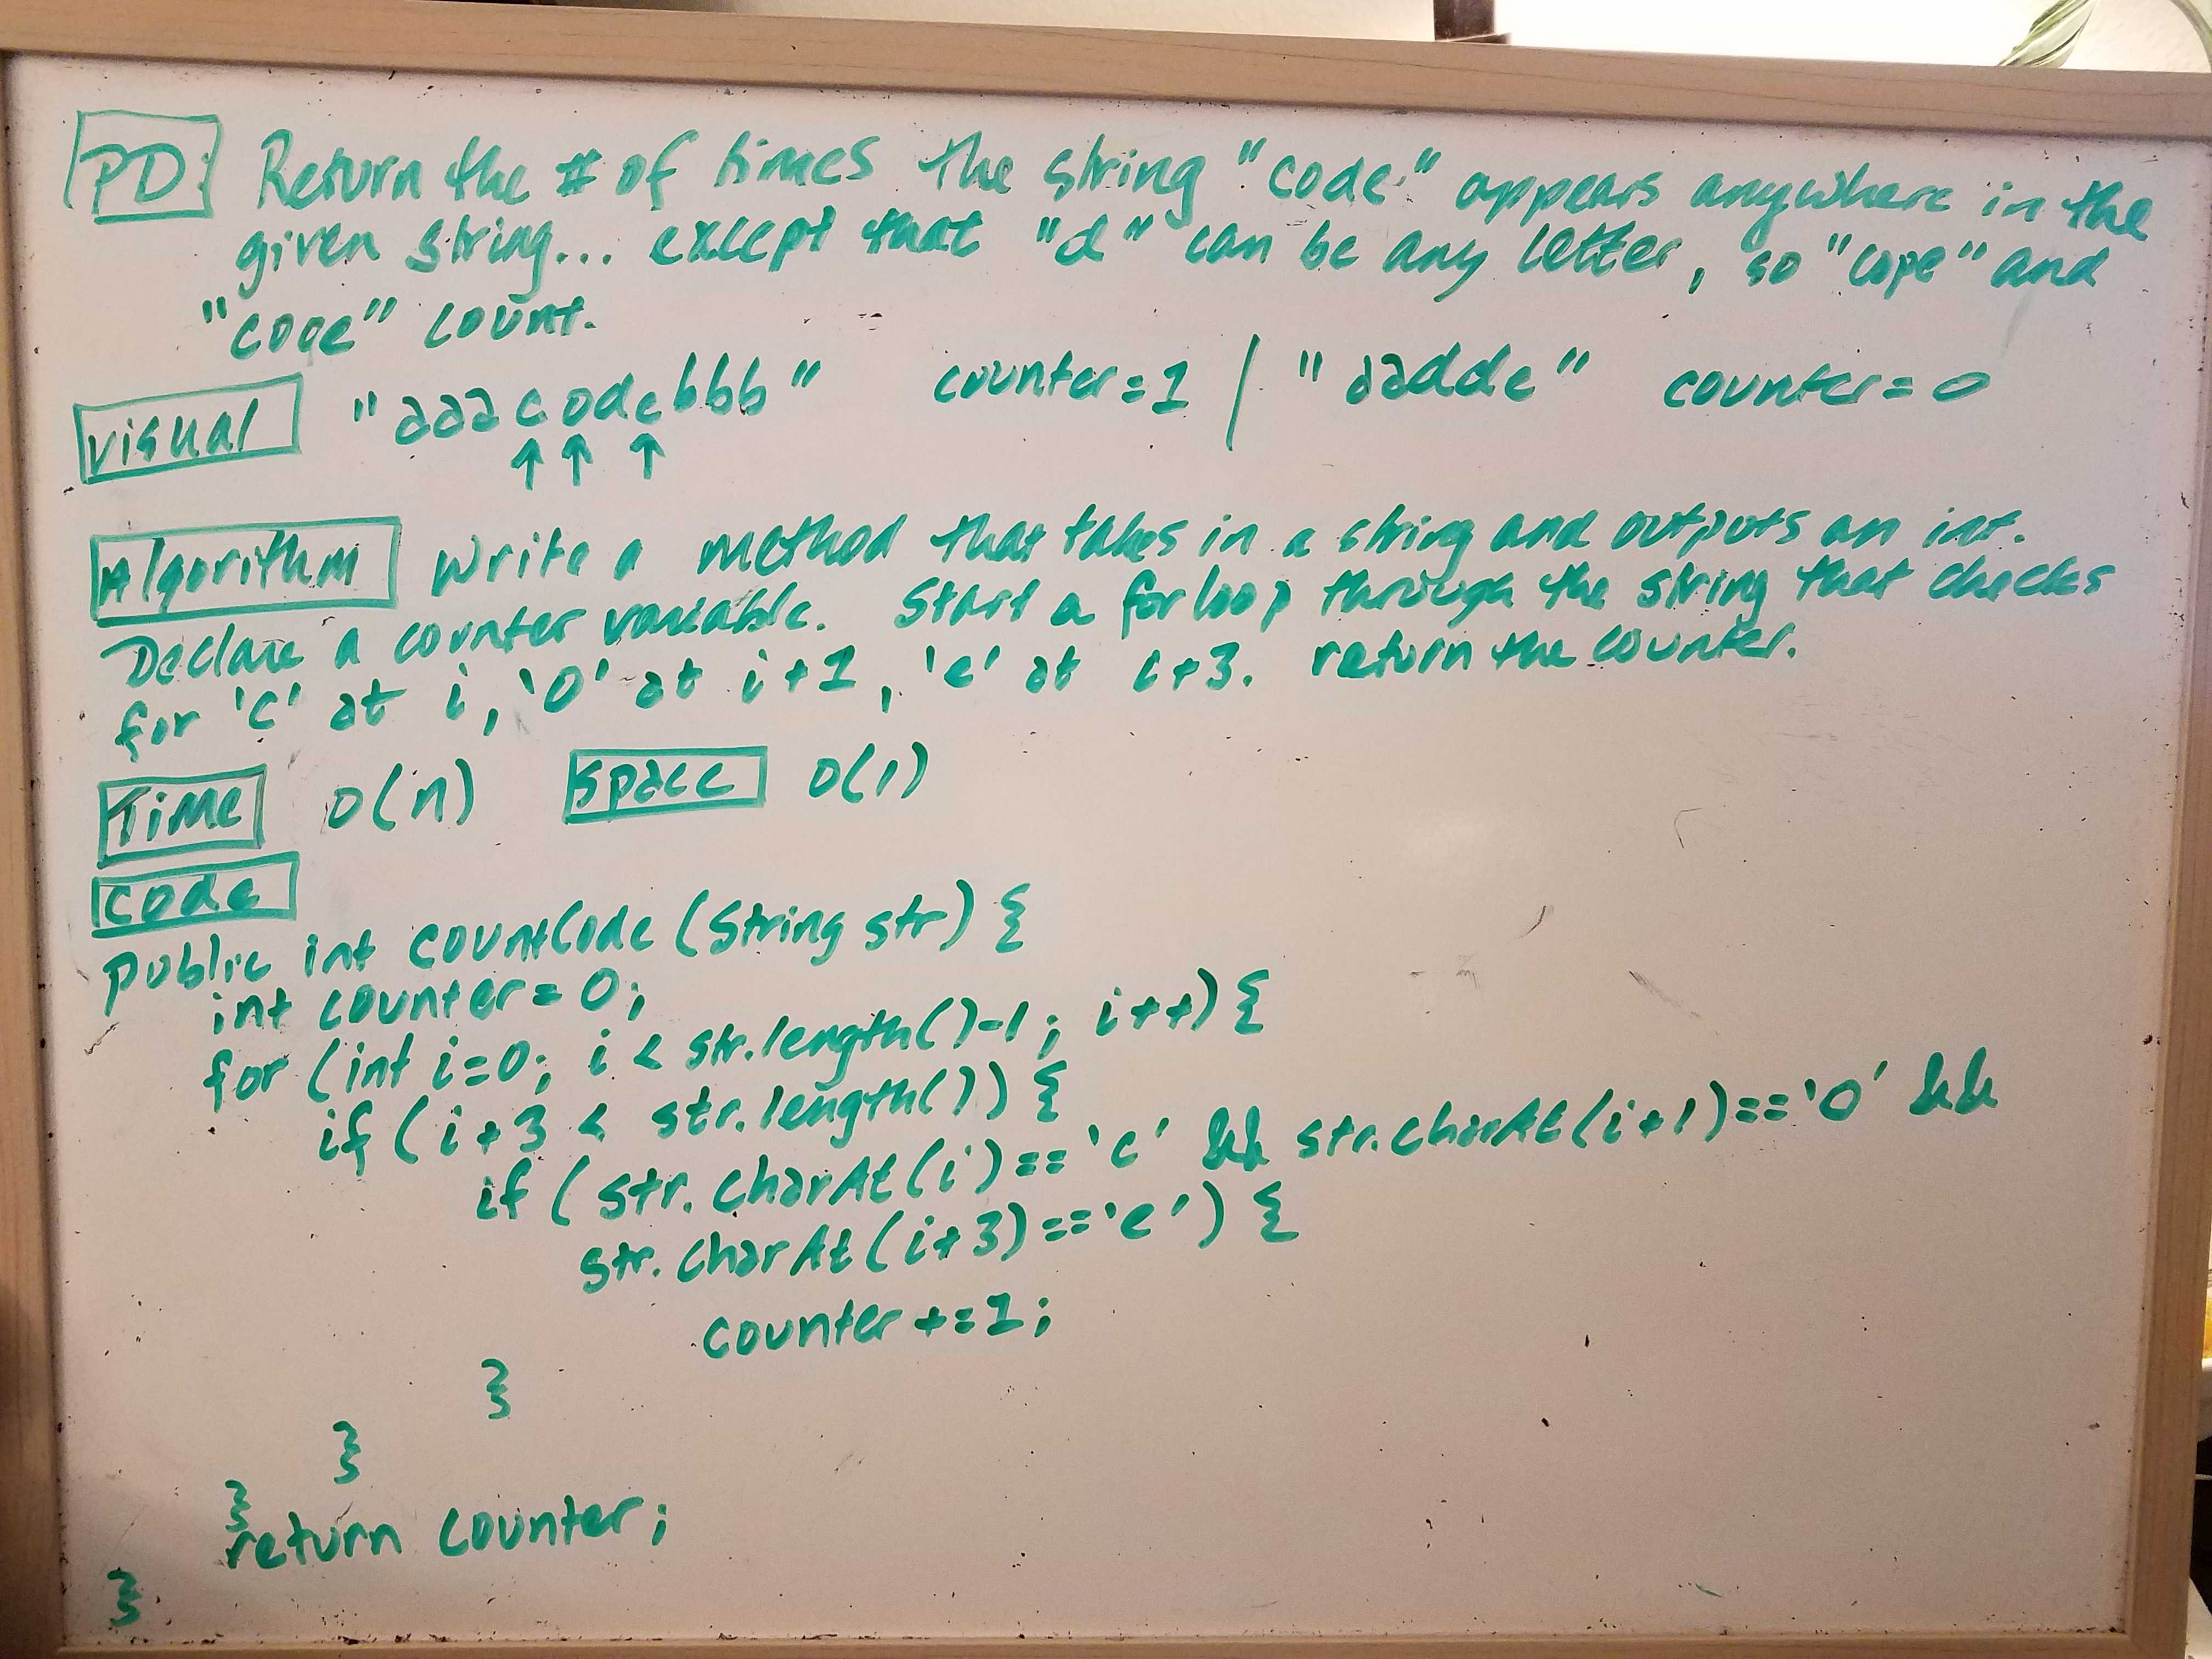 PD: Return the # of times the string "code" appears anywhere in the
given string... except that "d" can be any letter, so "cope" and
"cooe" count.
visual "aaacodebbb" counter=1 / "aadde" counter=0
↑ ↑ ↑
Algorithm Write a method that takes in a string and outputs an int.
Declare a counter variable. Start a for loop through the string that checks
for 'c' at i, 'o' at i+1, 'e' at i+3. return the counter.
Time O(n) Space O(1)
code
public int countCode (String str) {
int counter = 0;
for (int i=0; i < str.length()-1; i++) {
if (i+3 < str.length()) {
if (str.charAt(i)=='c' && str.charAt(i+1)=='o' &&
str.charAt(i+3)=='e') {
counter +=1;
}
}
}
return counter;
}